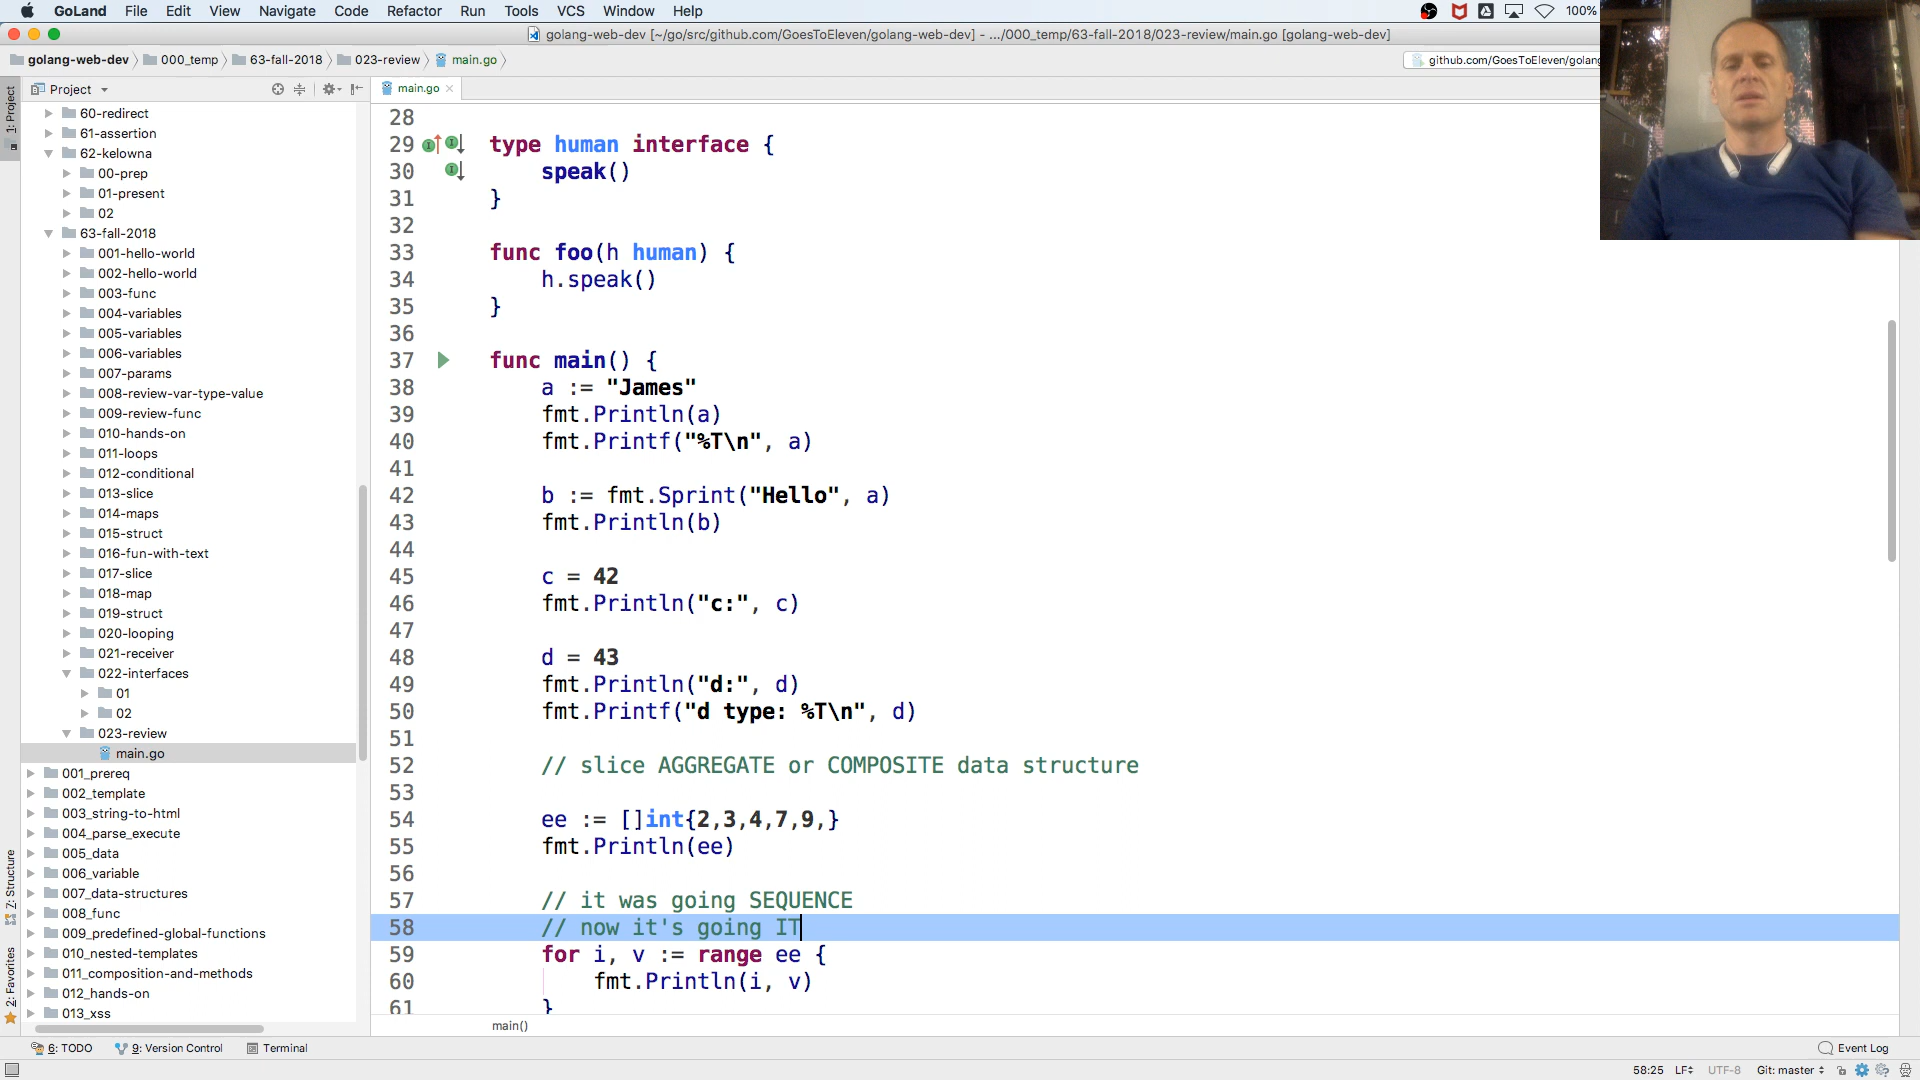 GoLand File Edit View Navigate Code Refactor Run Tools VCS Window Help 100%
golang-web-dev [~/go/src/github.com/GoesToEleven/golang-web-dev] - .../000_temp/63-fall-2018/023-review/main.go [golang-web-dev]
golang-web-dev 000_temp 63-fall-2018 023-review main.go github.com/GoesToEleven/golang
1: Project
Project
main.go
60-redirect
61-assertion
62-kelowna
00-prep
01-present
02
63-fall-2018
001-hello-world
002-hello-world
003-func
004-variables
005-variables
006-variables
007-params
008-review-var-type-value
009-review-func
010-hands-on
011-loops
012-conditional
013-slice
014-maps
015-struct
016-fun-with-text
017-slice
018-map
019-struct
020-looping
021-receiver
022-interfaces
01
02
023-review
main.go
001_prereq
002_template
003_string-to-html
004_parse_execute
005_data
006_variable
007_data-structures
008_func
009_predefined-global-functions
010_nested-templates
011_composition-and-methods
012_hands-on
013_xss
Z: Structure
2: Favorites
28
29 type human interface {
30 speak()
31 }
32
33 func foo(h human) {
34 h.speak()
35 }
36
37 func main() {
38 a := "James"
39 fmt.Println(a)
40 fmt.Printf("%T\n", a)
41
42 b := fmt.Sprint("Hello", a)
43 fmt.Println(b)
44
45 c = 42
46 fmt.Println("c:", c)
47
48 d = 43
49 fmt.Println("d:", d)
50 fmt.Printf("d type: %T\n", d)
51
52 // slice AGGREGATE or COMPOSITE data structure
53
54 ee := []int{2,3,4,7,9,}
55 fmt.Println(ee)
56
57 // it was going SEQUENCE
58 // now it's going IT
59 for i, v := range ee {
60 fmt.Println(i, v)
61 }
main()
6: TODO 9: Version Control Terminal Event Log
58:25 LF UTF-8 Git: master